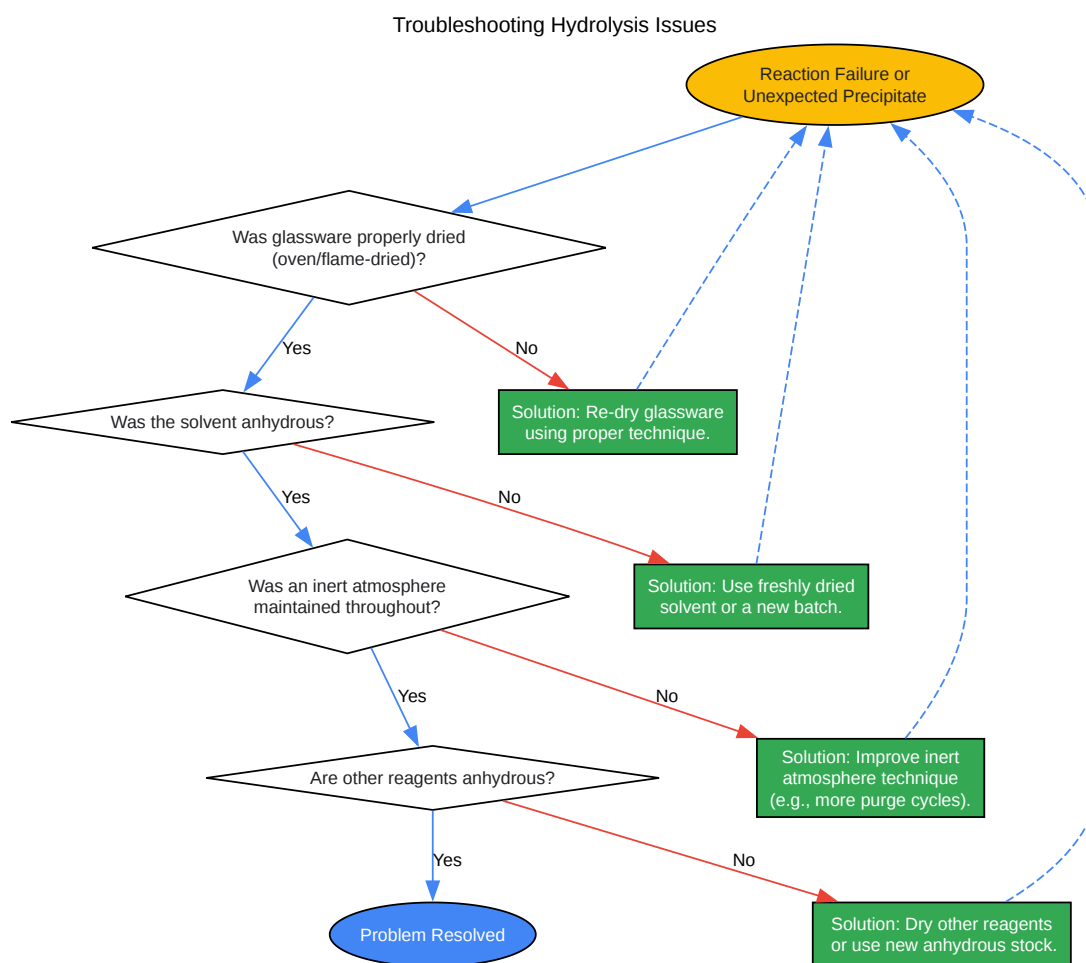 Troubleshooting Hydrolysis Issues
Reaction Failure or
Unexpected Precipitate
Was glassware properly dried
(oven/flame-dried)?
Yes
No
Solution: Re-dry glassware
using proper technique.
Was the solvent anhydrous?
Yes
No
Solution: Use freshly dried
solvent or a new batch.
Was an inert atmosphere
maintained throughout?
Yes
No
Solution: Improve inert
atmosphere technique
(e.g., more purge cycles).
Are other reagents anhydrous?
Yes
No
Problem Resolved
Solution: Dry other reagents
or use new anhydrous stock.